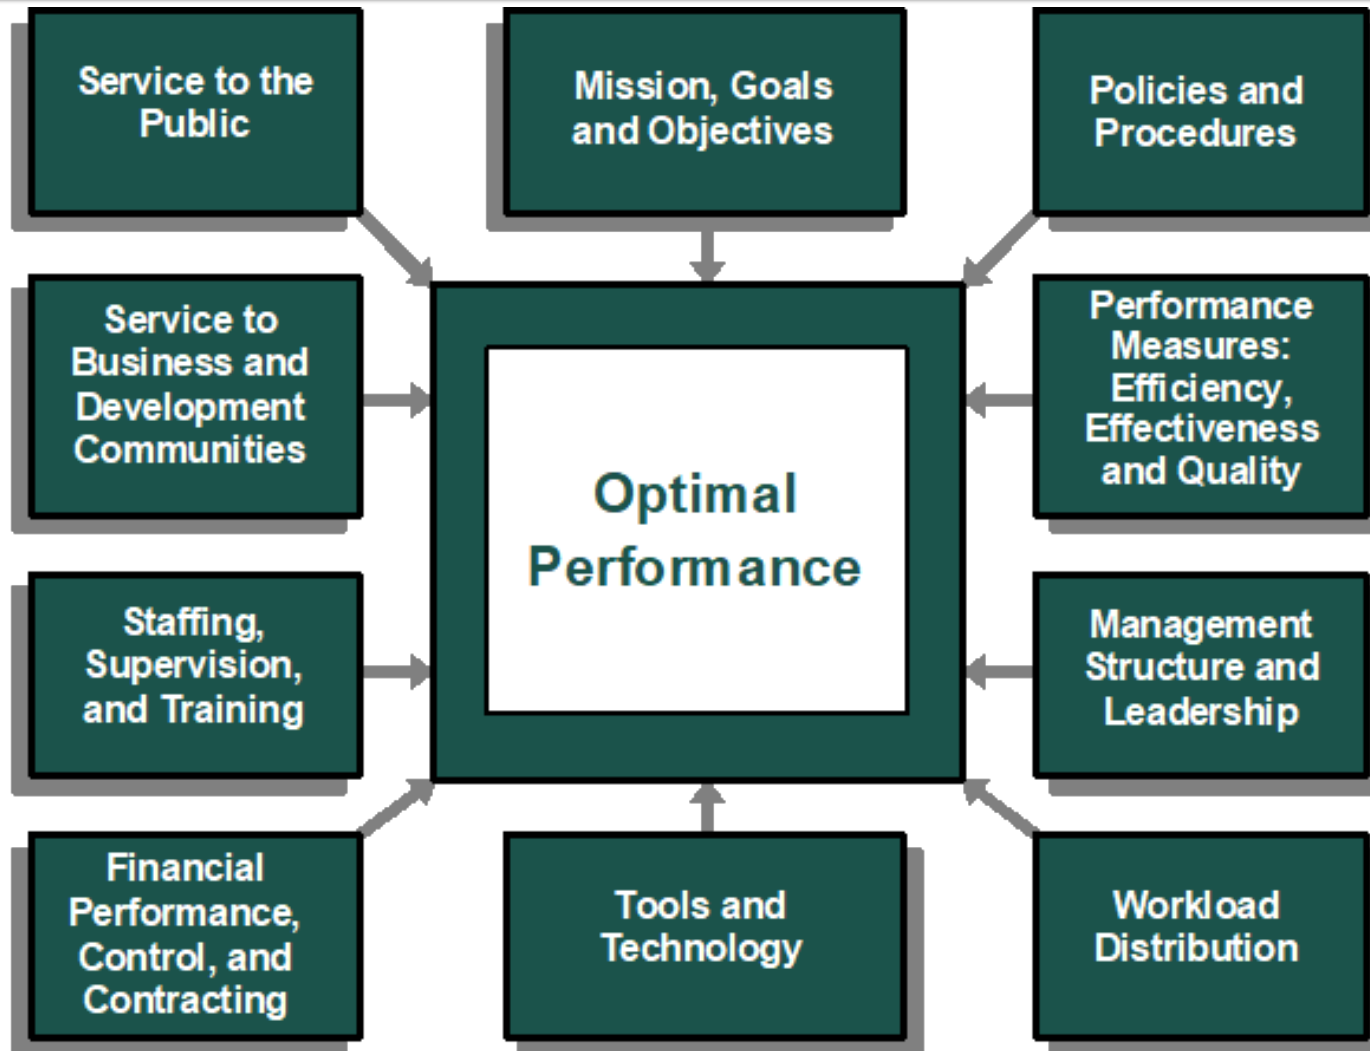 Service to the
Public
Mission, Goals
and Objectives
Policies and
Procedures
Service to
Business and
Development
Communities
Performance
Measures:
Efficiency,
Effectiveness
and Quality
Optimal
Performance
Staffing,
Supervision,
and Training
Management
Structure and
Leadership
Financial
Performance,
Control, and
Contracting
Tools and
Technology
Workload
Distribution